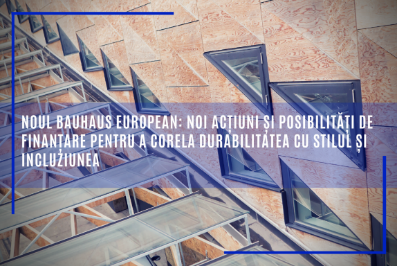 NOUL BAUHAUS EUROPEAN: NOI ACȚIUNI ȘI POSIBILITĂȚI DE
FINANȚARE PENTRU A CORELA DURABILITATEA CU STILUL ȘI
INCLUZIUNEA